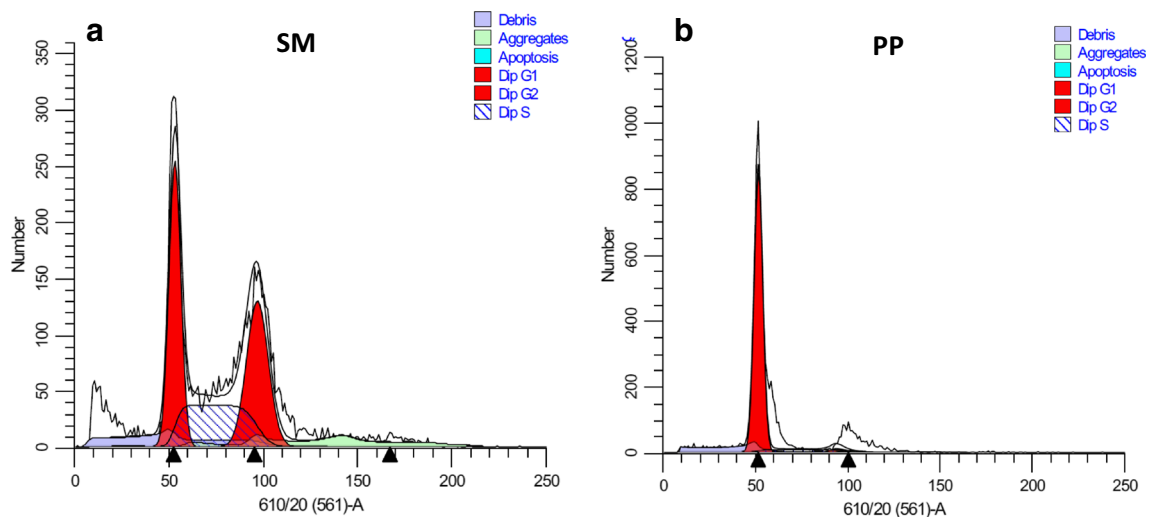 a
SM
Debris
Aggregates
Apoptosis
Dip G1
Dip G2
Dip S
350
300
250
200
150
100
50
0
Number
0 50 100 150 200 250
610/20 (561)-A
b
PP
Debris
Aggregates
Apoptosis
Dip G1
Dip G2
Dip S
1200
1000
800
600
400
200
0
Number
0 50 100 150 200 250
610/20 (561)-A